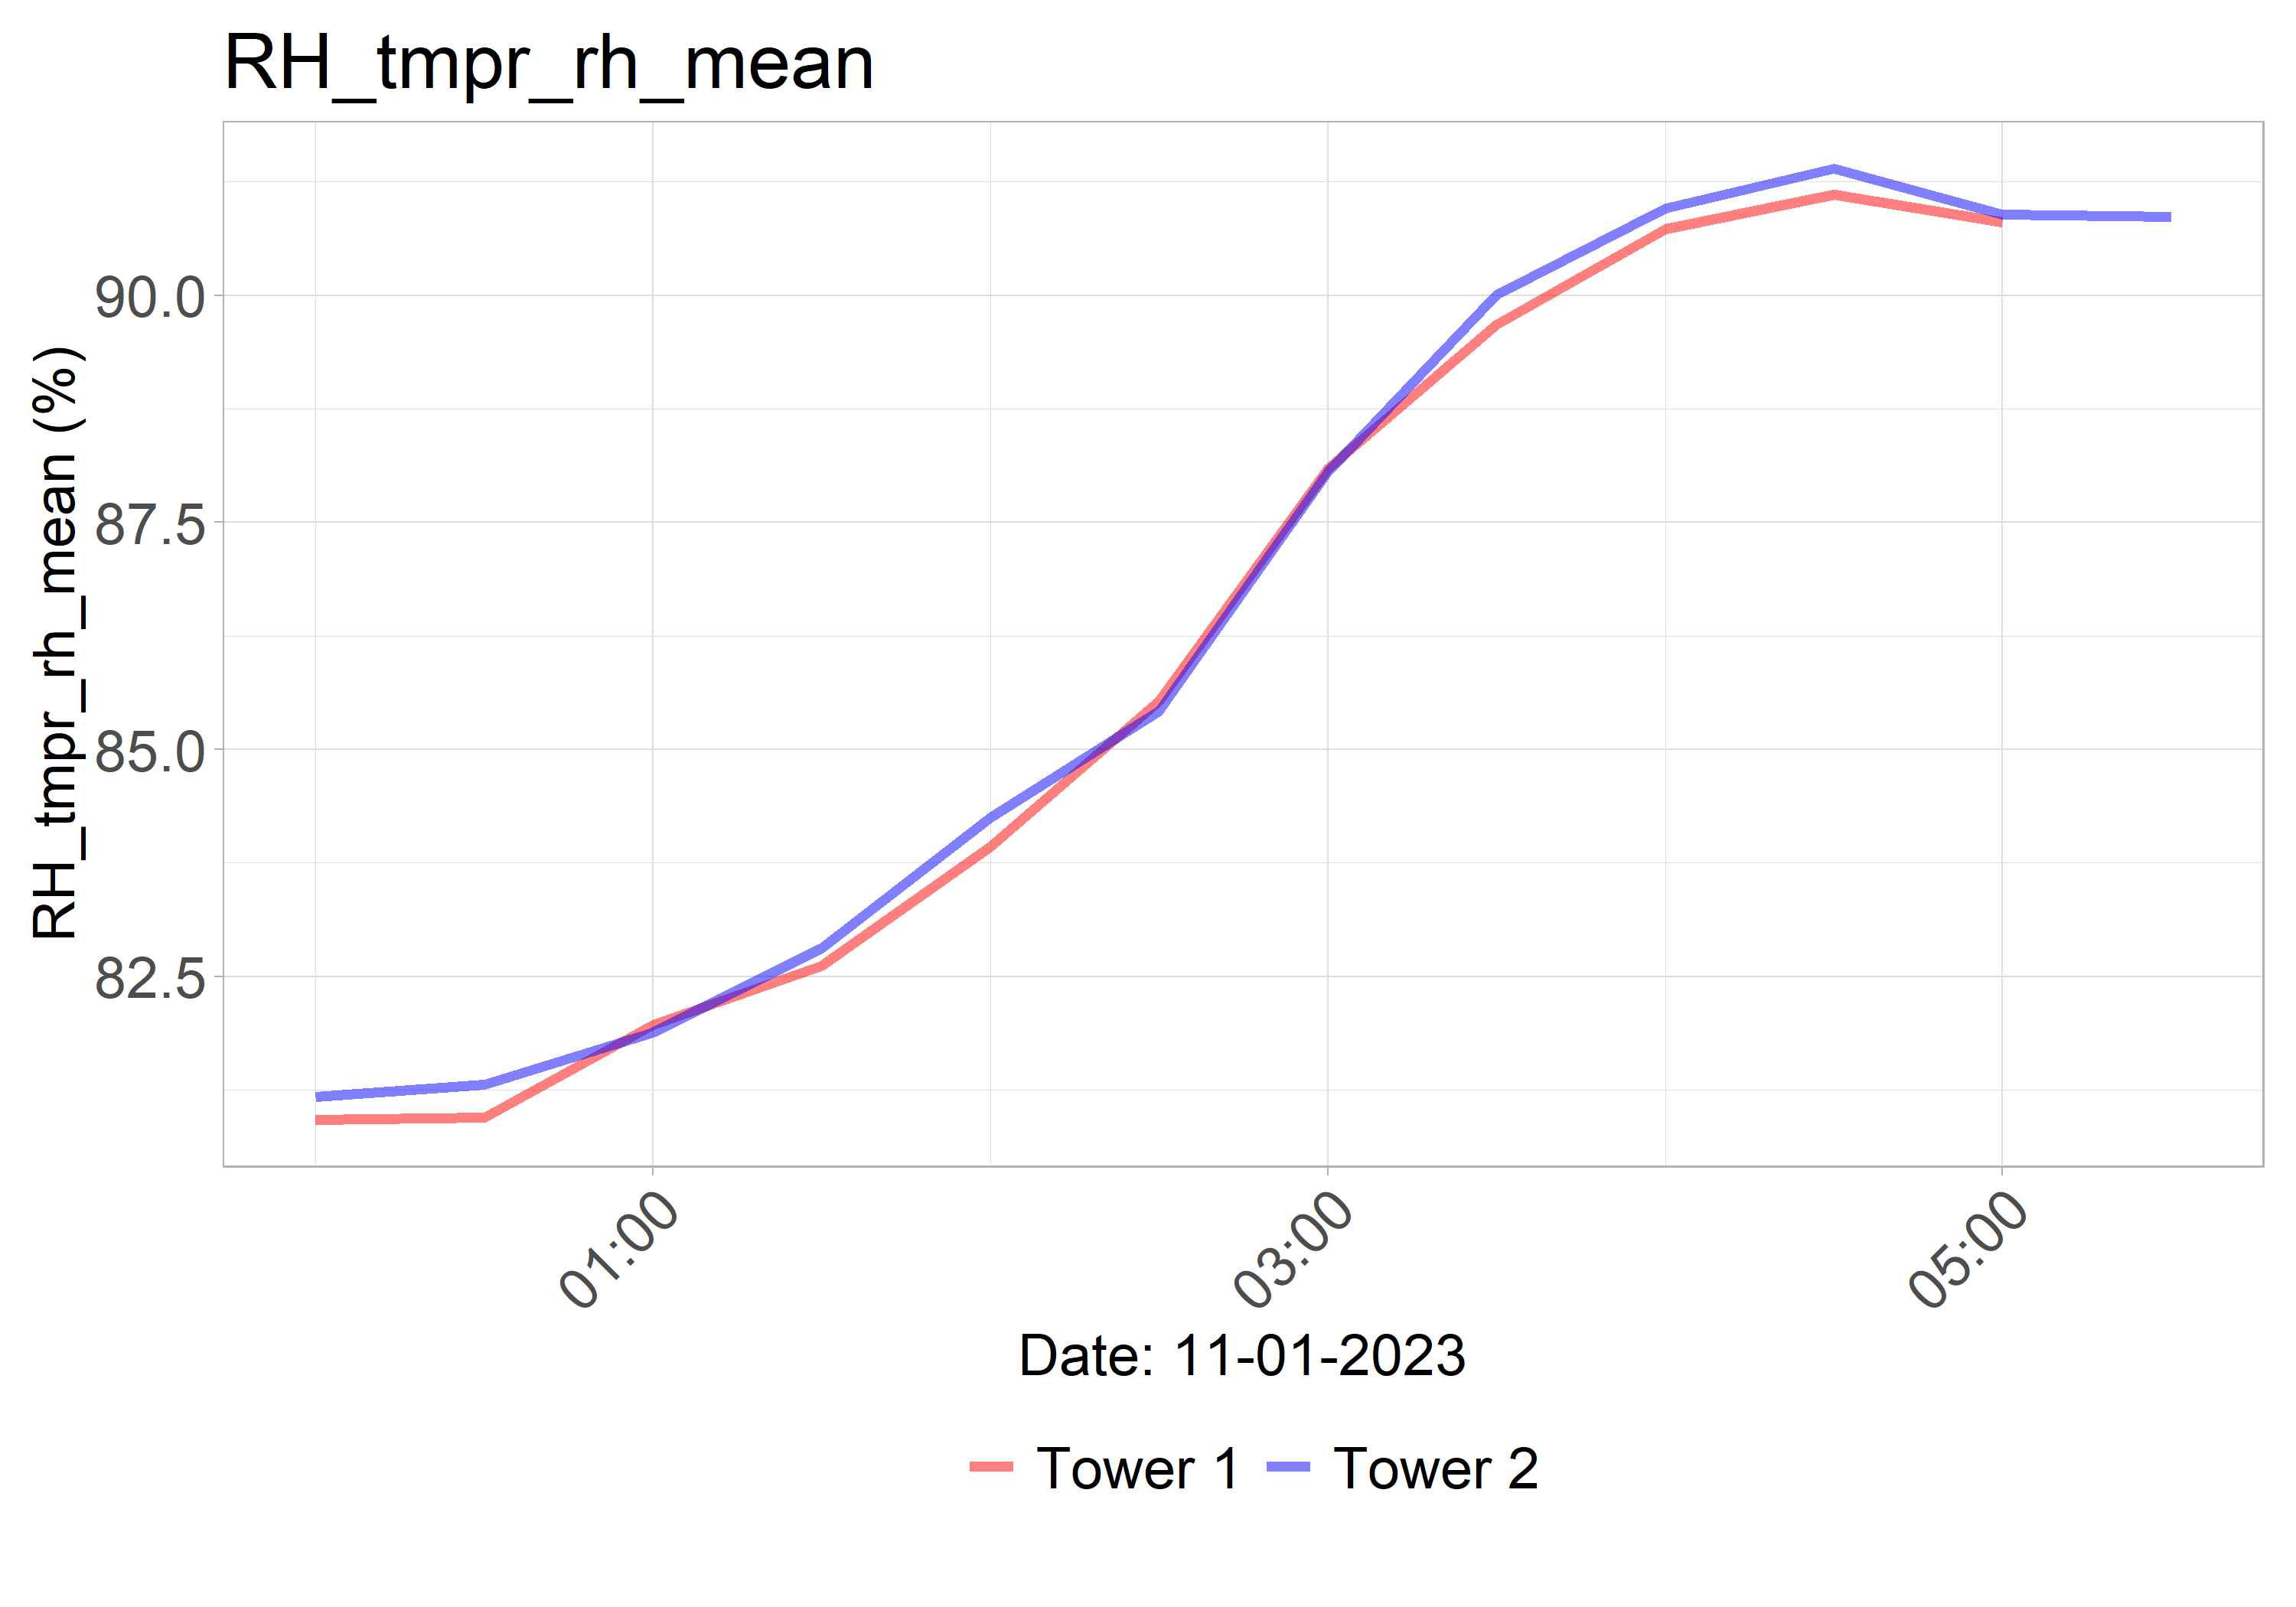 RH_tmpr_rh_mean
RH_tmpr_rh_mean (%)
90.0
87.5
85.0
82.5
01:00
03:00
05:00
Date: 11-01-2023
Tower 1
Tower 2